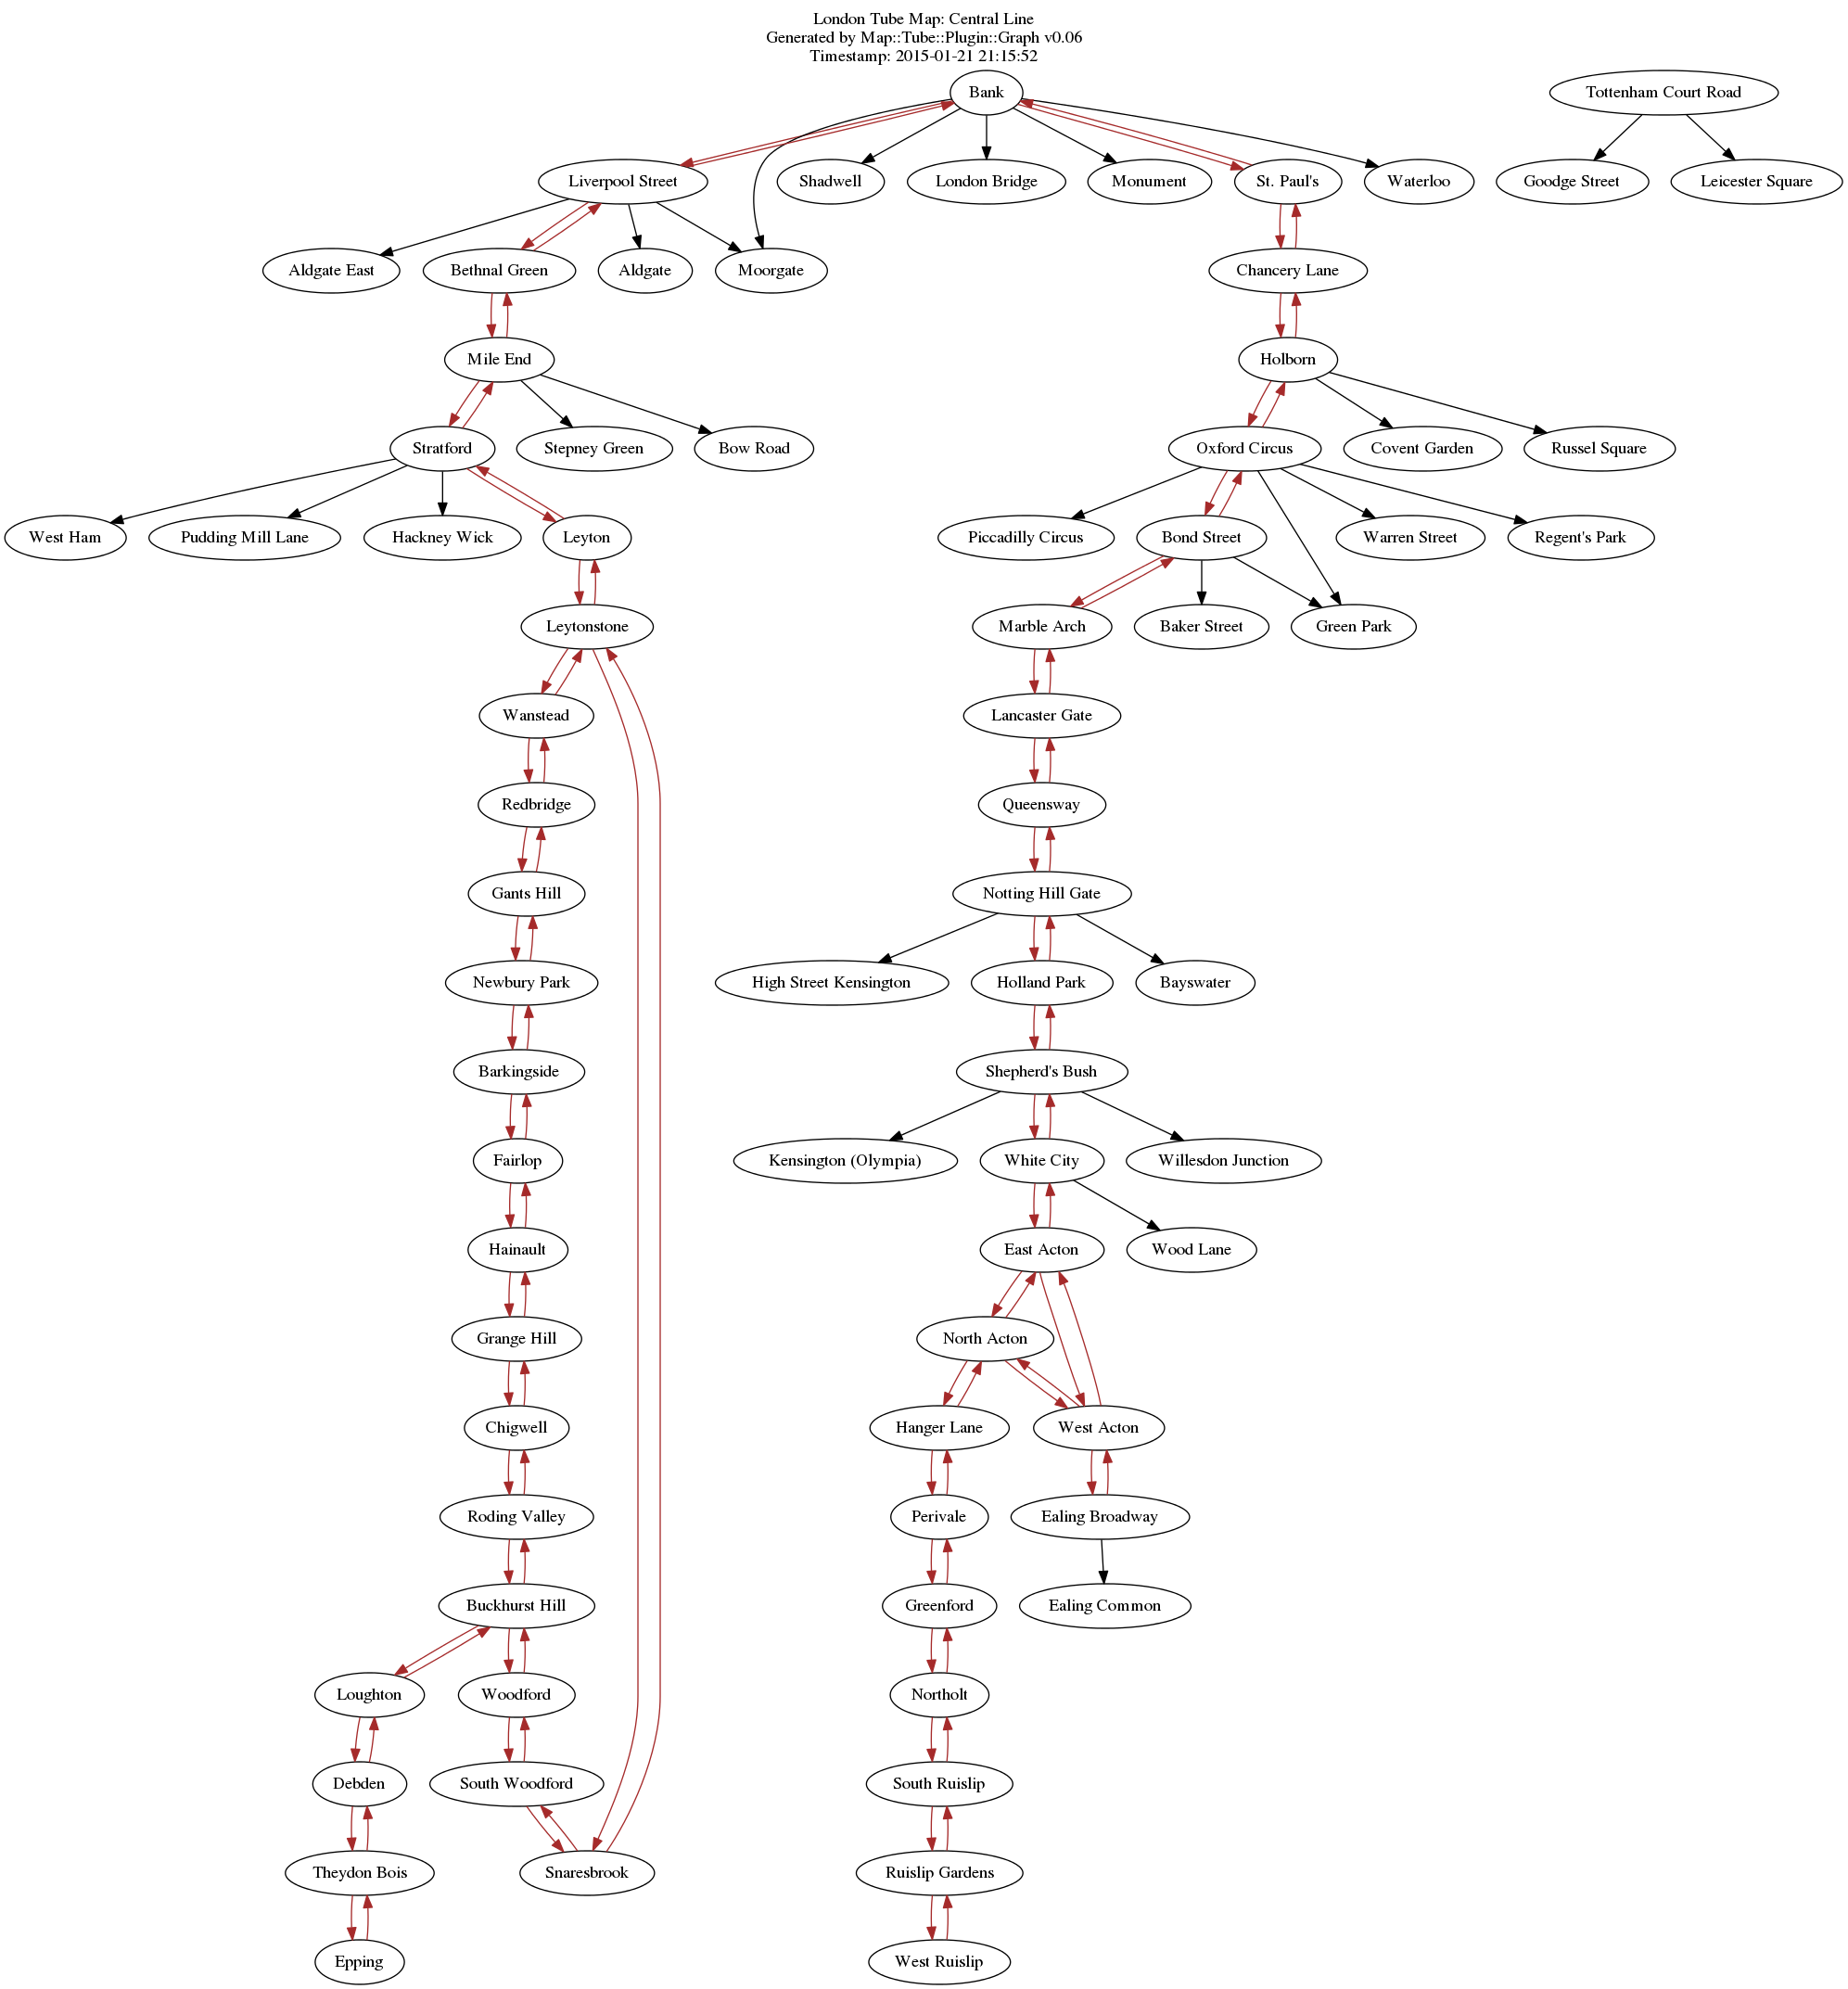 London Tube Map: Central Line
Generated by Map::Tube::Plugin::Graph v0.06
Timestamp: 2015-01-21 21:15:52
Bank
Tottenham Court Road
Liverpool Street
Shadwell
London Bridge
Monument
St. Paul's
Waterloo
Goodge Street
Leicester Square
Aldgate East
Bethnal Green
Aldgate
Moorgate
Chancery Lane
Mile End
Holborn
Stratford
Stepney Green
Bow Road
Oxford Circus
Covent Garden
Russel Square
West Ham
Pudding Mill Lane
Hackney Wick
Leyton
Piccadilly Circus
Bond Street
Warren Street
Regent's Park
Leytonstone
Marble Arch
Baker Street
Green Park
Wanstead
Lancaster Gate
Redbridge
Queensway
Gants Hill
Notting Hill Gate
Newbury Park
High Street Kensington
Holland Park
Bayswater
Barkingside
Shepherd's Bush
Fairlop
Kensington (Olympia)
White City
Willesdon Junction
Hainault
East Acton
Wood Lane
Grange Hill
North Acton
Chigwell
Hanger Lane
West Acton
Roding Valley
Perivale
Ealing Broadway
Buckhurst Hill
Greenford
Ealing Common
Loughton
Woodford
Northolt
Debden
South Woodford
South Ruislip
Theydon Bois
Snaresbrook
Ruislip Gardens
Epping
West Ruislip